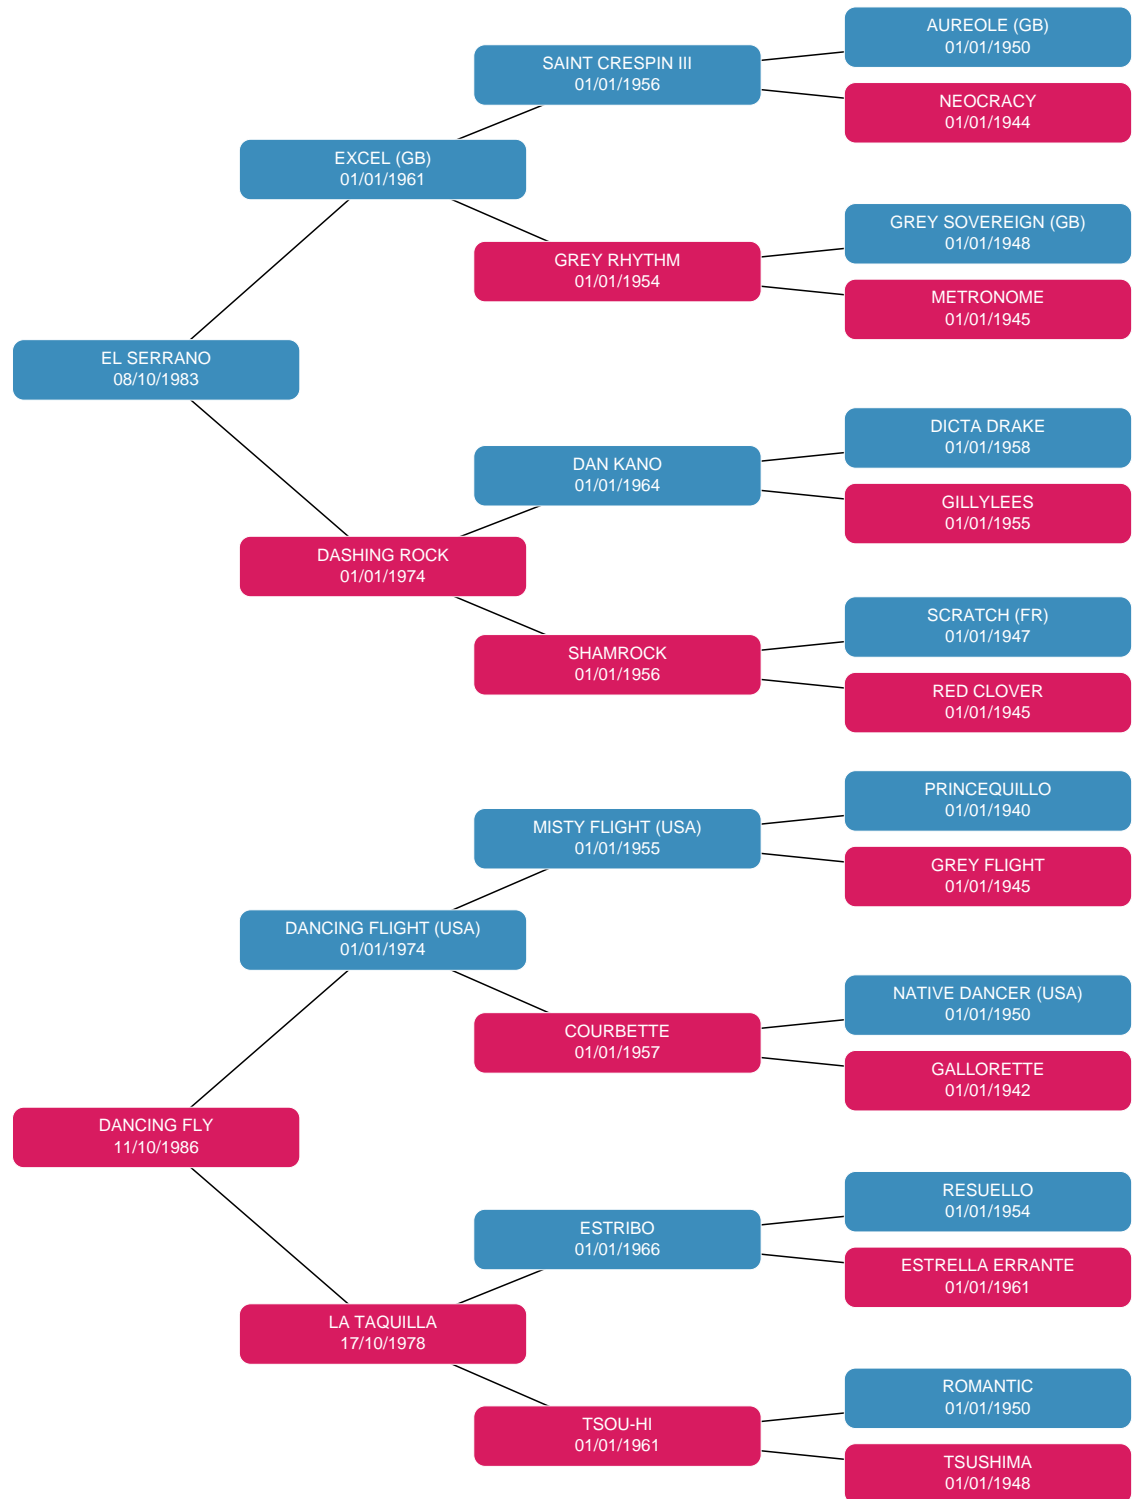 AUREOLE (GB)
01/01/1950
SAINT CRESPIN III
01/01/1956
NEOCRACY
01/01/1944
EXCEL (GB)
01/01/1961
GREY SOVEREIGN (GB)
01/01/1948
GREY RHYTHM
01/01/1954
METRONOME
01/01/1945
EL SERRANO
08/10/1983
DICTA DRAKE
01/01/1958
DAN KANO
01/01/1964
GILLYLEES
01/01/1955
DASHING ROCK
01/01/1974
SCRATCH (FR)
01/01/1947
SHAMROCK
01/01/1956
RED CLOVER
01/01/1945
PRINCEQUILLO
01/01/1940
MISTY FLIGHT (USA)
01/01/1955
GREY FLIGHT
01/01/1945
DANCING FLIGHT (USA)
01/01/1974
NATIVE DANCER (USA)
01/01/1950
COURBETTE
01/01/1957
GALLORETTE
01/01/1942
DANCING FLY
11/10/1986
RESUELLO
01/01/1954
ESTRIBO
01/01/1966
ESTRELLA ERRANTE
01/01/1961
LA TAQUILLA
17/10/1978
ROMANTIC
01/01/1950
TSOU-HI
01/01/1961
TSUSHIMA
01/01/1948